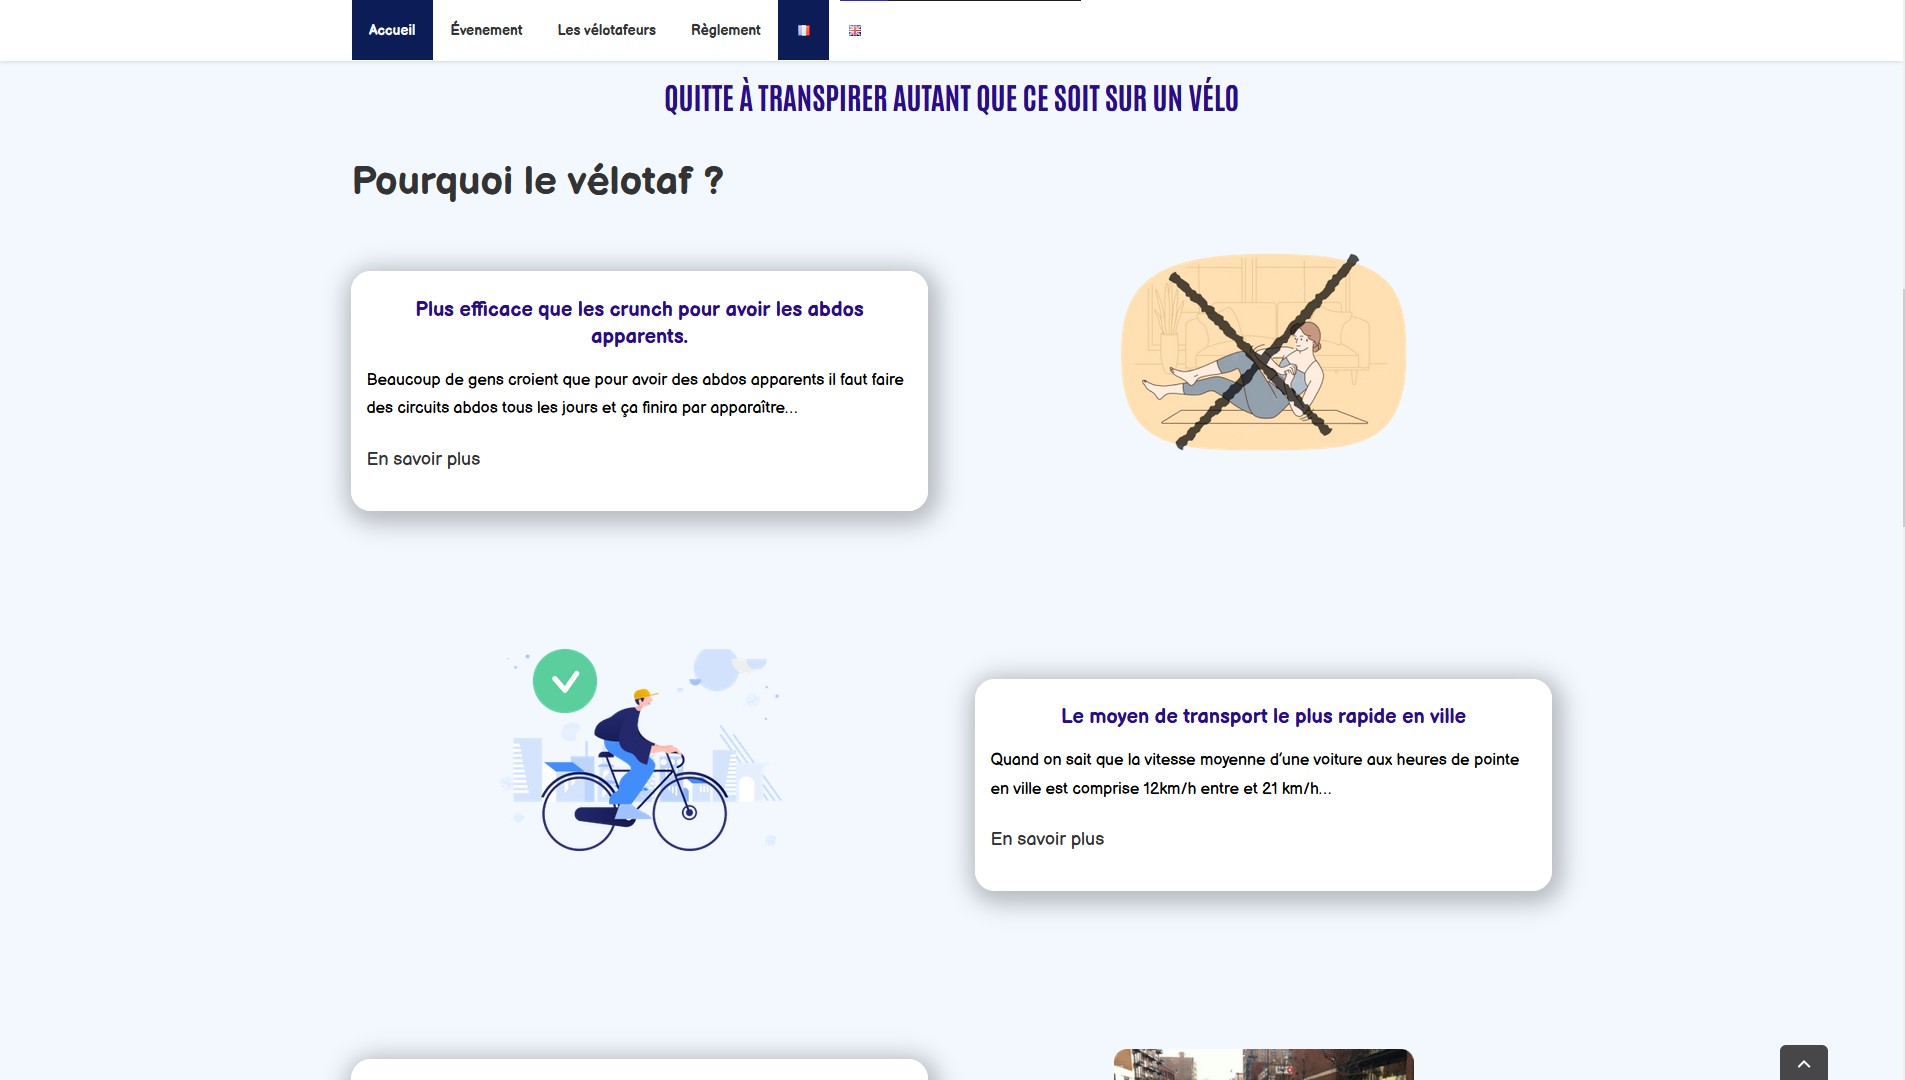 Accueil Évenement Les vélotafeurs Règlement
QUITTE À TRANSPIRER AUTANT QUE CE SOIT SUR UN VÉLO
Pourquoi le vélotaf ?
Plus efficace que les crunch pour avoir les abdos
apparents.
Beaucoup de gens croient que pour avoir des abdos apparents il faut faire
des circuits abdos tous les jours et ça finira par apparaître...
En savoir plus
Le moyen de transport le plus rapide en ville
Quand on sait que la vitesse moyenne d'une voiture aux heures de pointe
en ville est comprise 12km/h entre et 21 km/h...
En savoir plus